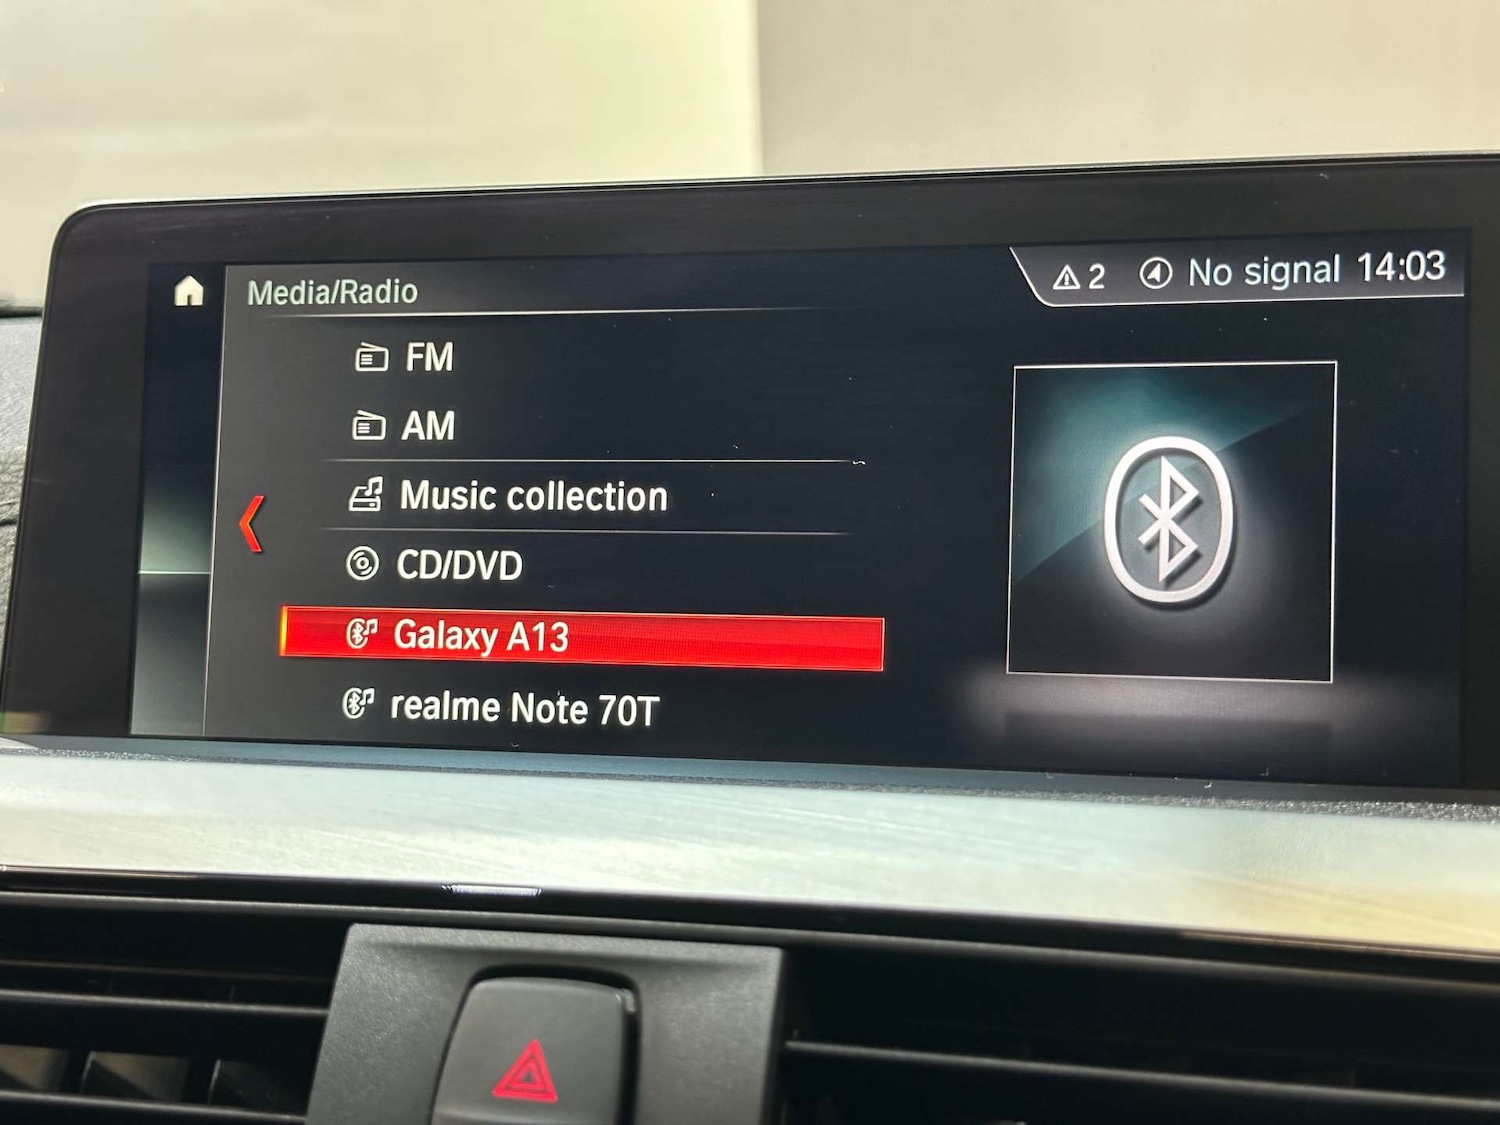 Media/Radio
2 No signal 14:03
FM
AM
Music collection
CD/DVD
Galaxy A13
realme Note 70T